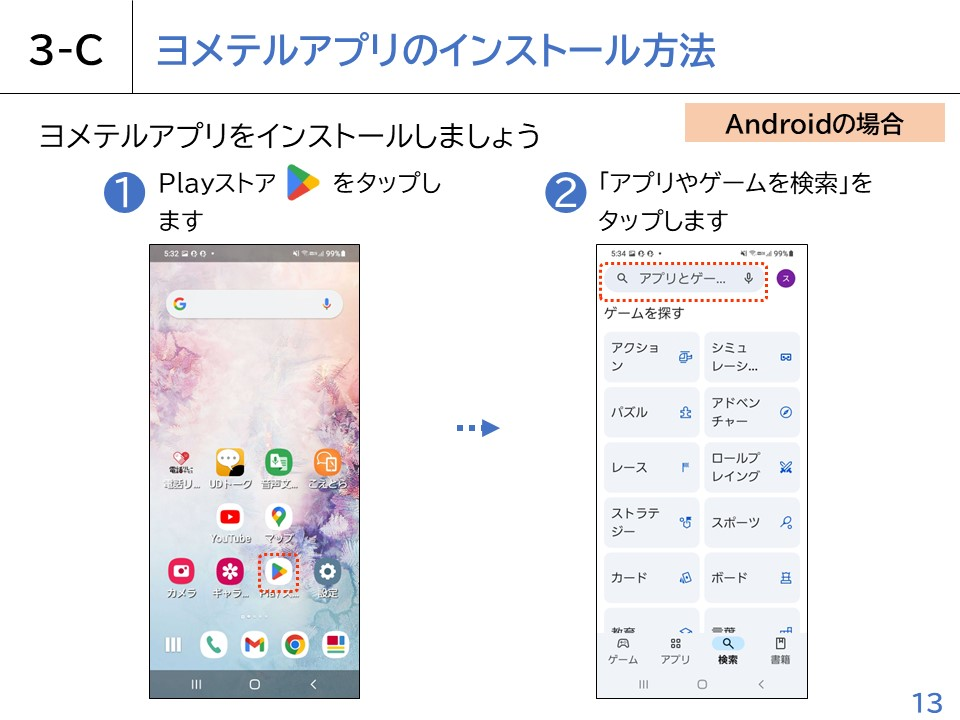 3-C
ヨメテルアプリのインストール方法
ヨメテルアプリをインストールしましょう
Androidの場合
1
Playストア をタップし
ます
2
「アプリやゲームを検索」を
タップします
5:32
99%
電話リ...
UDトーク
音声文...
こえとら
YouTube
マップ
カメラ
ギャラ...
Playス...
設定
5:34
99%
アプリとゲー...
ス
ゲームを探す
アクショ
ン
シミュ
レーシ...
パズル
アドベン
チャー
レース
ロールプ
レイング
ストラテ
ジー
スポーツ
カード
ボード
教育
言葉
ゲーム
アプリ
検索
書籍
13